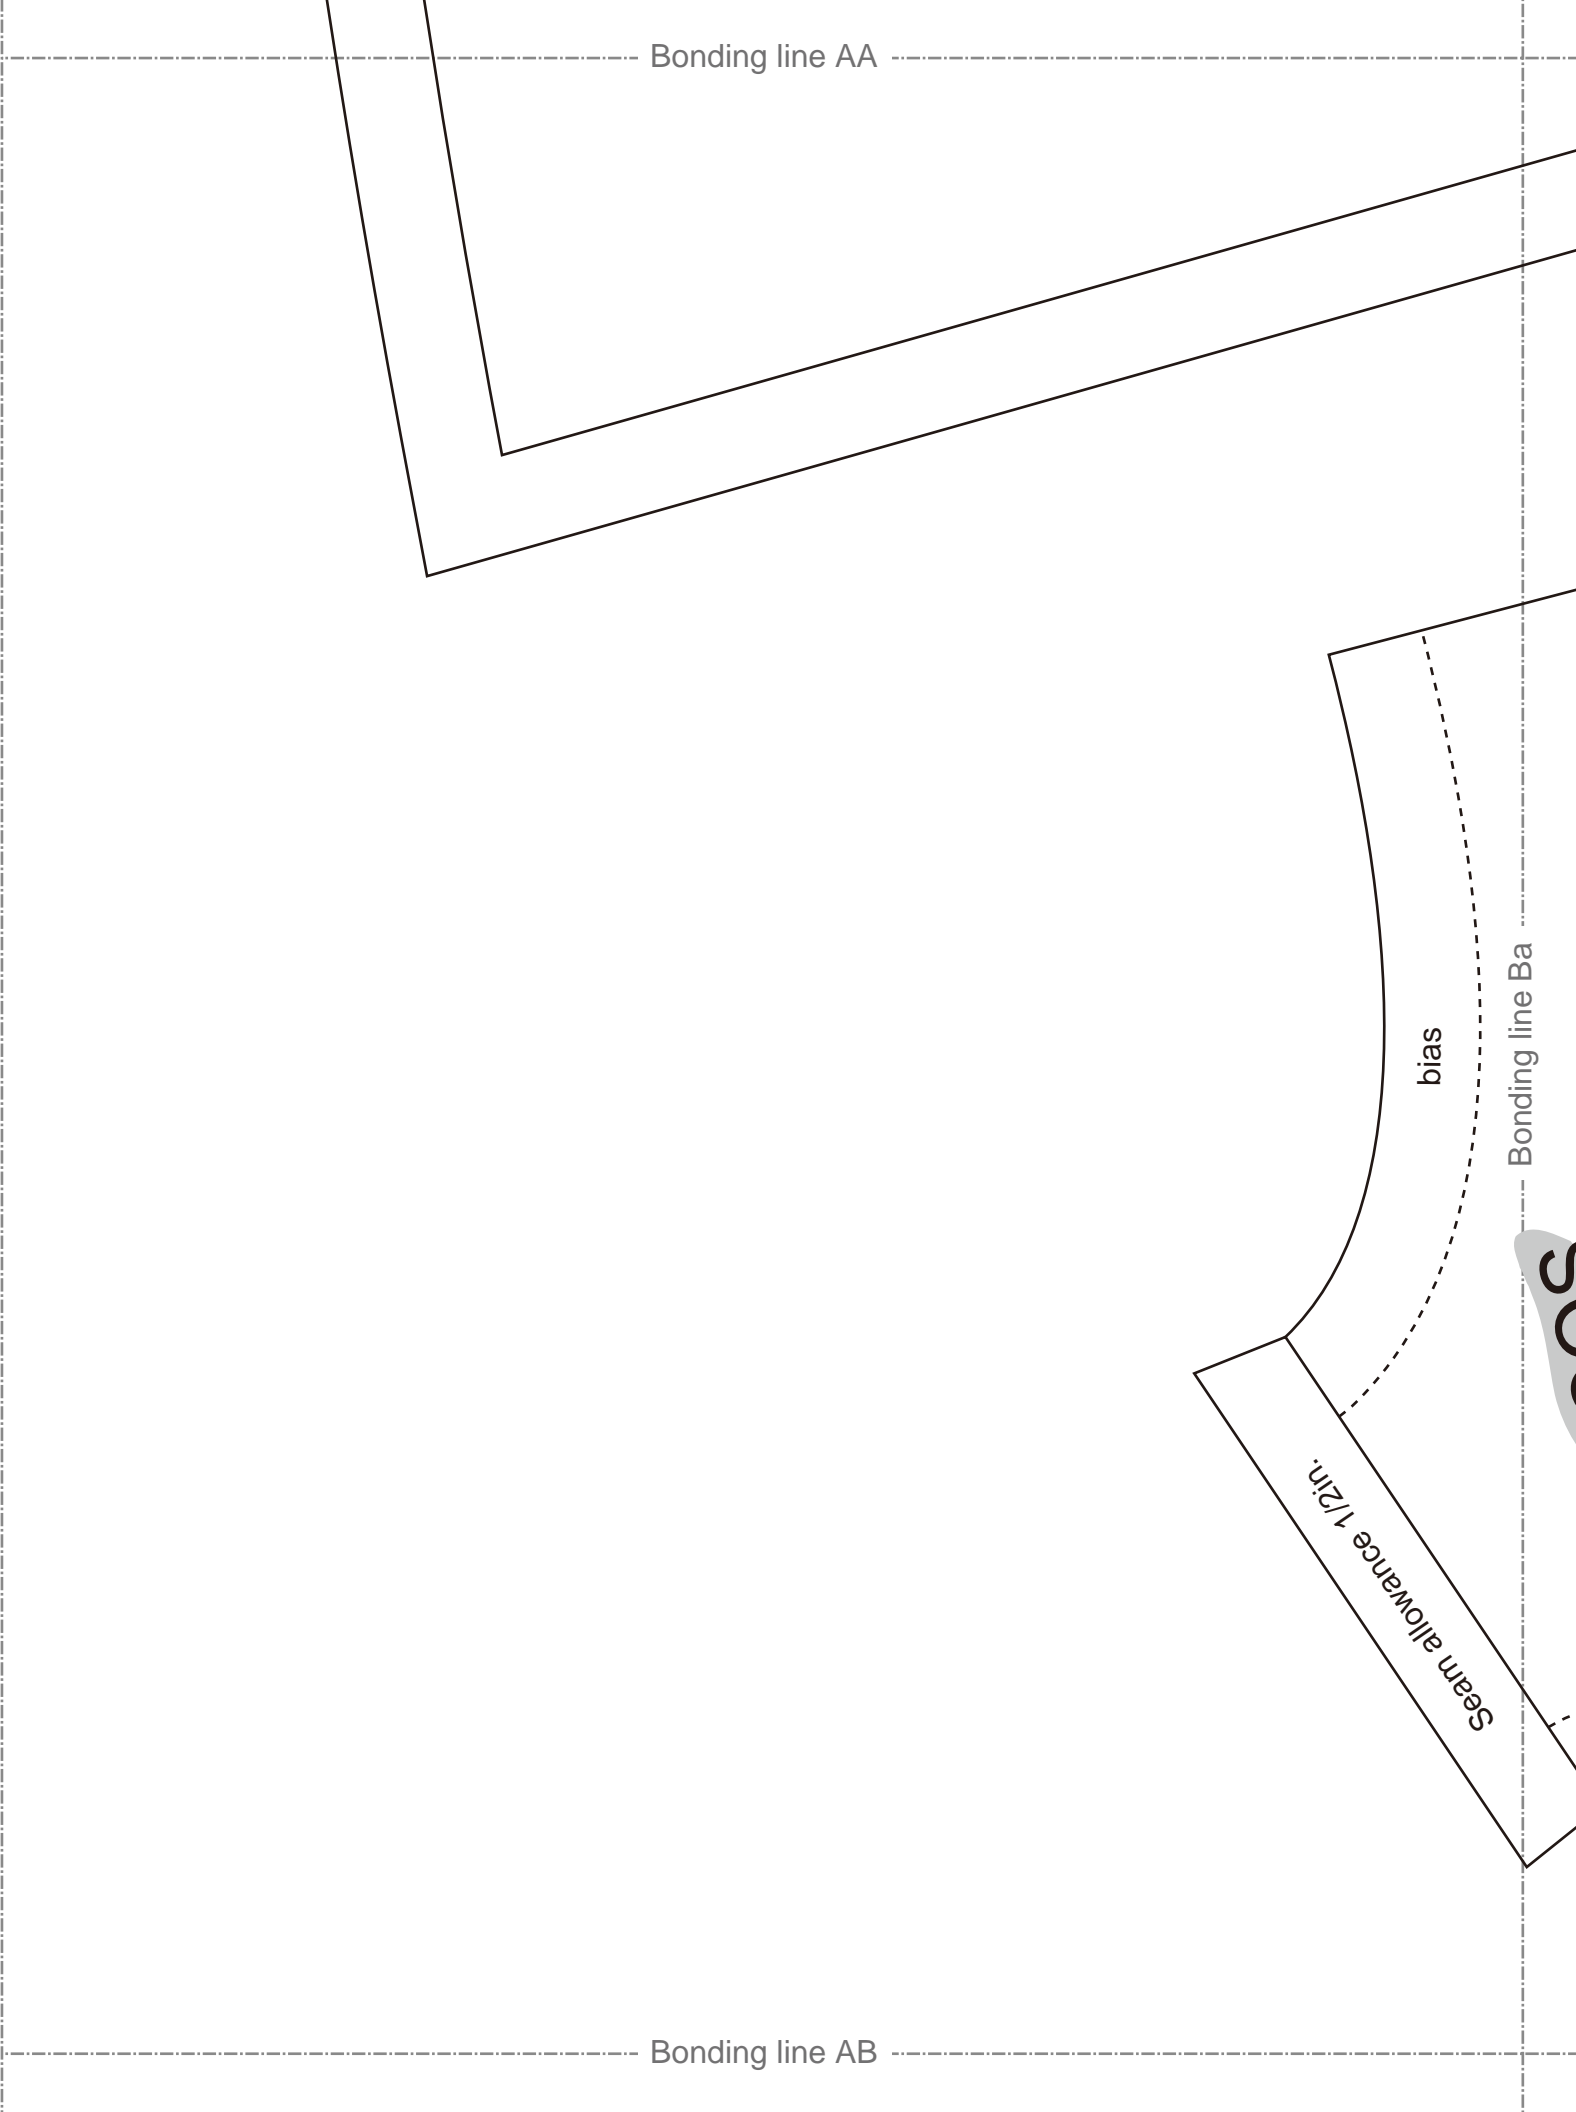 Bonding line AA
bias
Bonding line Ba
Seam allowance 1/2in.
Bonding line AB